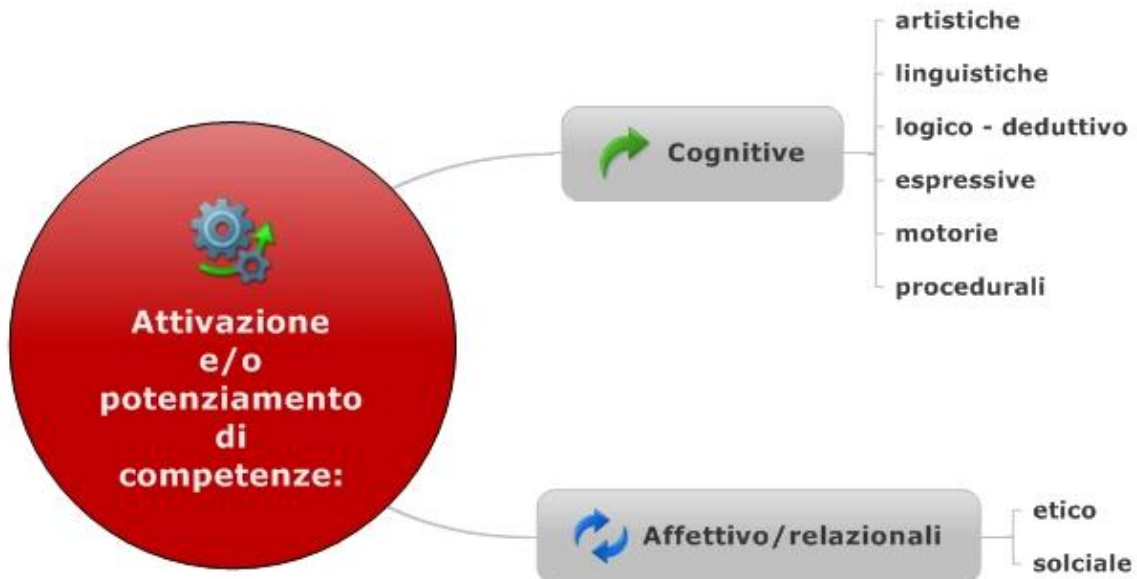 Attivazione
e/o
potenziamento
di
competenze:
Cognitive
artistiche
linguistiche
logico - deduttivo
espressive
motorie
procedurali
Affettivo/relazionali
etico
solciale